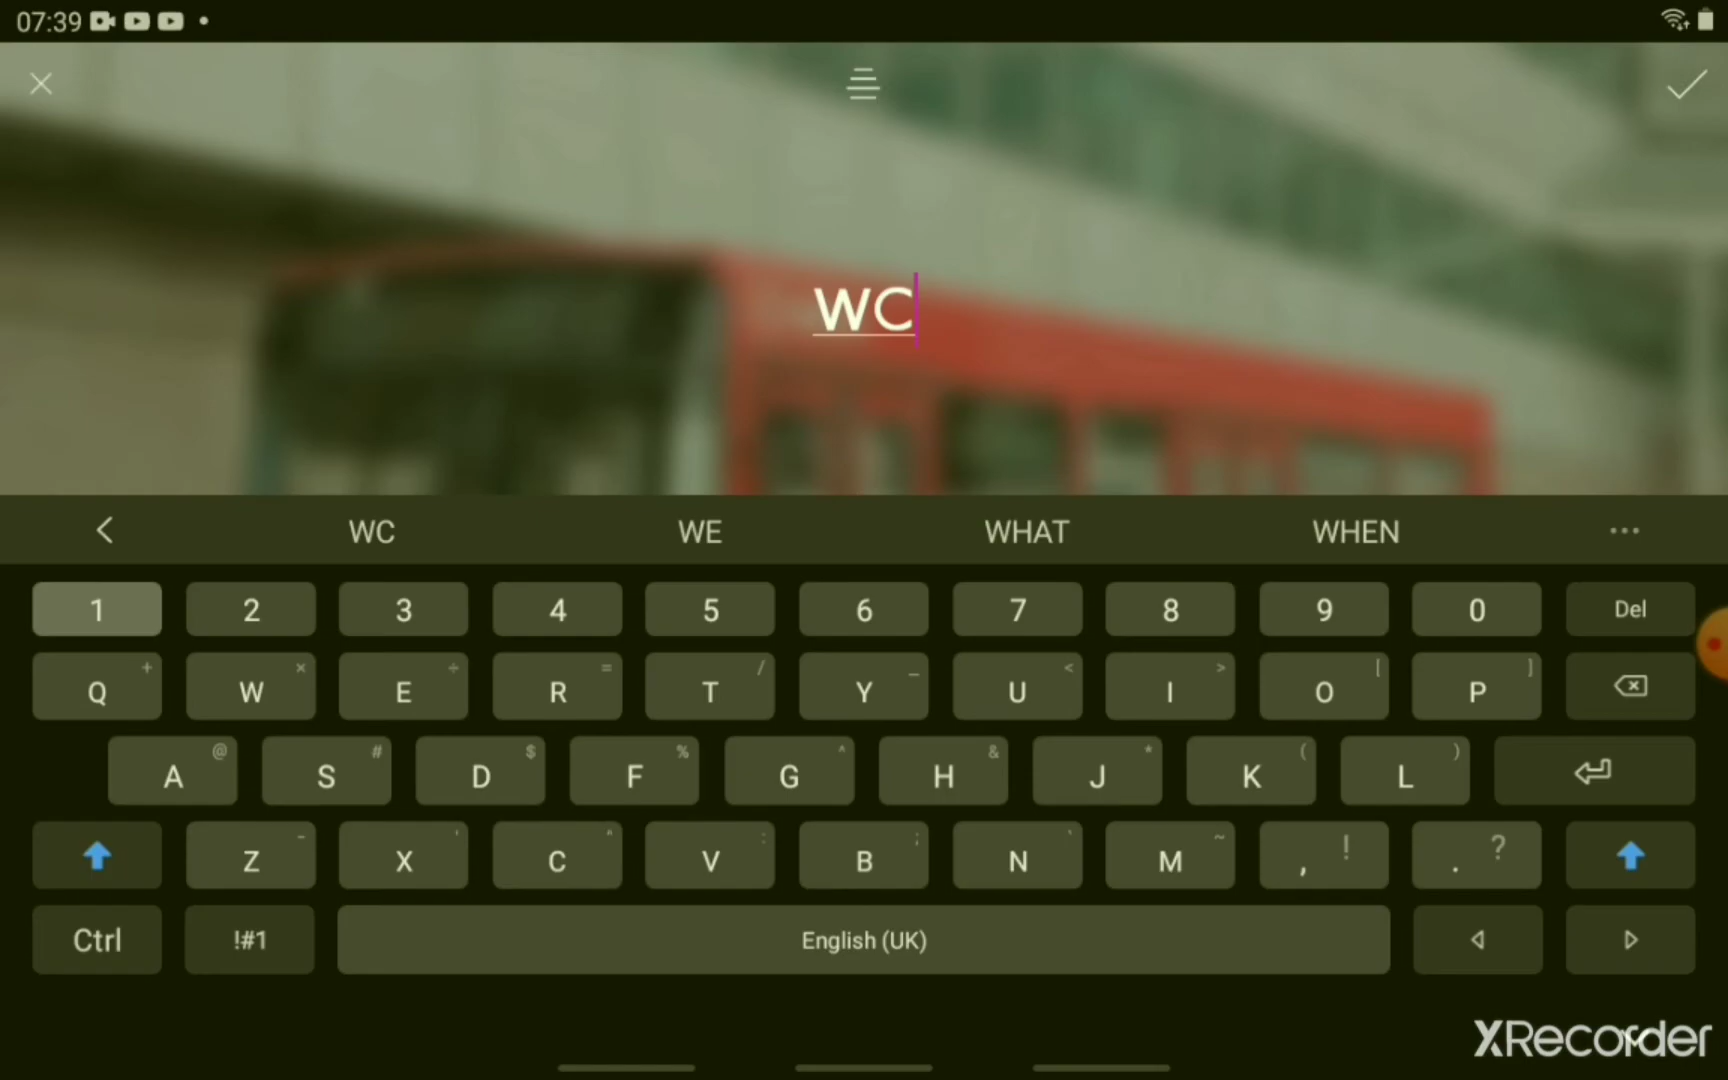 07:39
WC
WC WE WHAT WHEN ...
1 2 3 4 5 6 7 8 9 0 Del
Q + W × E ÷ R = T / Y _ U < I > O [ P ]
A @ S # D $ F % G ^ H & J * K ( L )
Z - X ' C " V : B ; N ` M ~ , ! . ?
Ctrl !#1 English (UK)
XRecorder